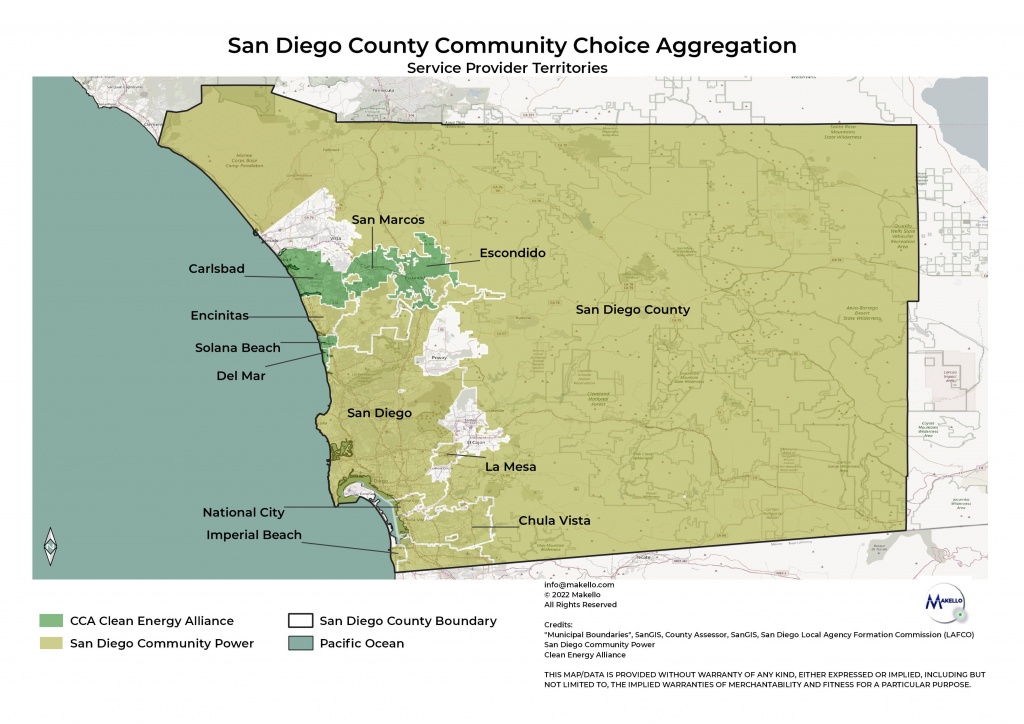 San Diego County Community Choice Aggregation
Service Provider Territories
San Marcos
Escondido
Carlsbad
Encinitas
San Diego County
Solana Beach
Del Mar
Vista
Poway
San Diego
El Cajon
La Mesa
National City
Chula Vista
Imperial Beach
Tecate
CCA Clean Energy Alliance
San Diego Community Power
San Diego County Boundary
Pacific Ocean
info@makello.com
© 2022 Makello
All Rights Reserved
MAKELLO
Credits:
"Municipal Boundaries", SanGIS, County Assessor, SanGIS, San Diego Local Agency Formation Commission (LAFCO)
San Diego Community Power
Clean Energy Alliance
THIS MAP/DATA IS PROVIDED WITHOUT WARRANTY OF ANY KIND, EITHER EXPRESSED OR IMPLIED, INCLUDING BUT
NOT LIMITED TO, THE IMPLIED WARRANTIES OF MERCHANTABILITY AND FITNESS FOR A PARTICULAR PURPOSE.